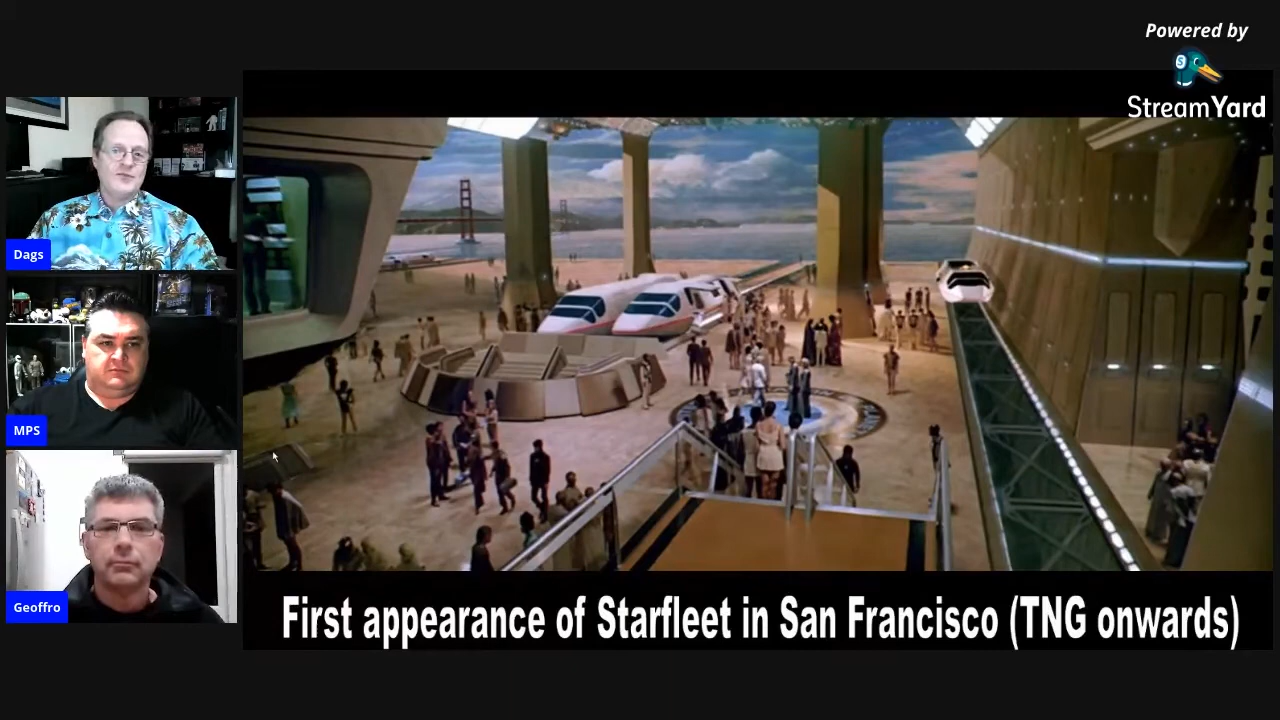 Powered by
StreamYard
Dags
MPS
Geoffro
First appearance of Starfleet in San Francisco (TNG onwards)